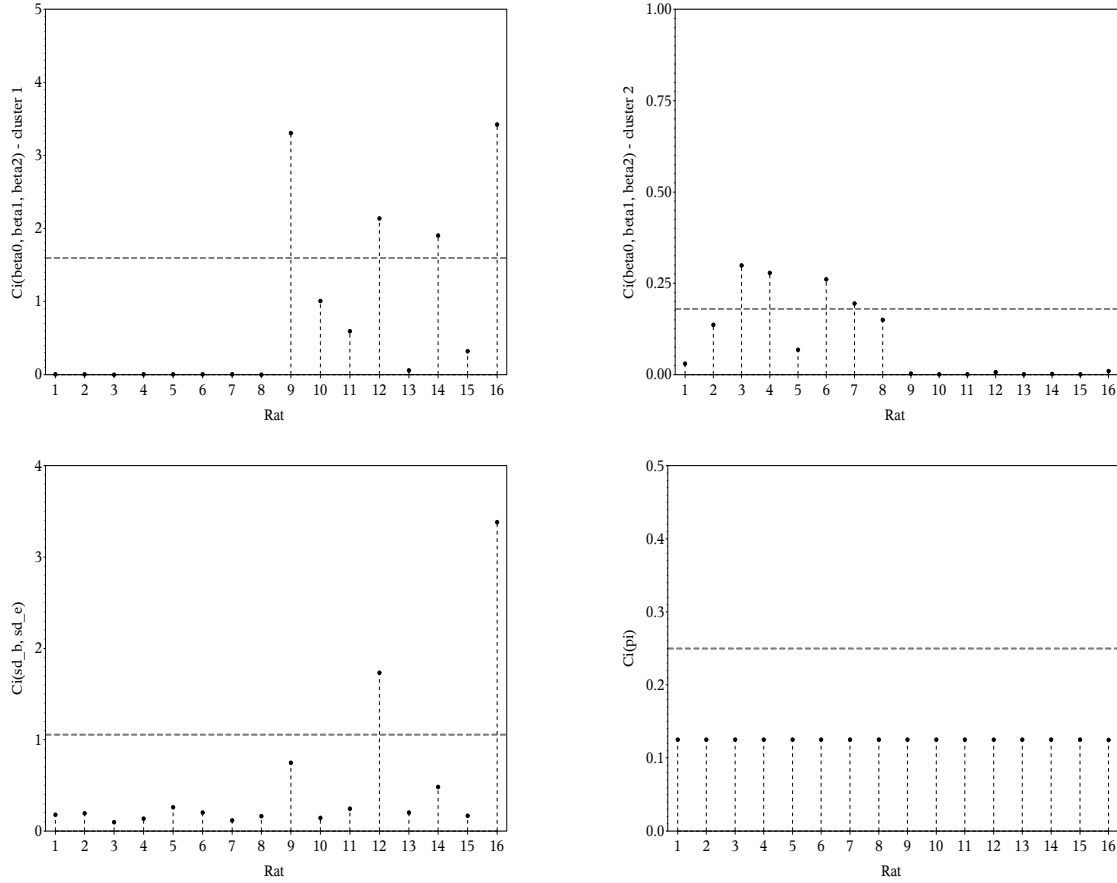 Ci(beta0, beta1, beta2) - cluster 1
5
4
3
2
1
0
1 2 3 4 5 6 7 8 9 10 11 12 13 14 15 16
Rat
Ci(beta0, beta1, beta2) - cluster 2
1.00
0.75
0.50
0.25
0.00
1 2 3 4 5 6 7 8 9 10 11 12 13 14 15 16
Rat
Ci(sd_b, sd_e)
4
3
2
1
0
1 2 3 4 5 6 7 8 9 10 11 12 13 14 15 16
Rat
Ci(pi)
0.5
0.4
0.3
0.2
0.1
0.0
1 2 3 4 5 6 7 8 9 10 11 12 13 14 15 16
Rat